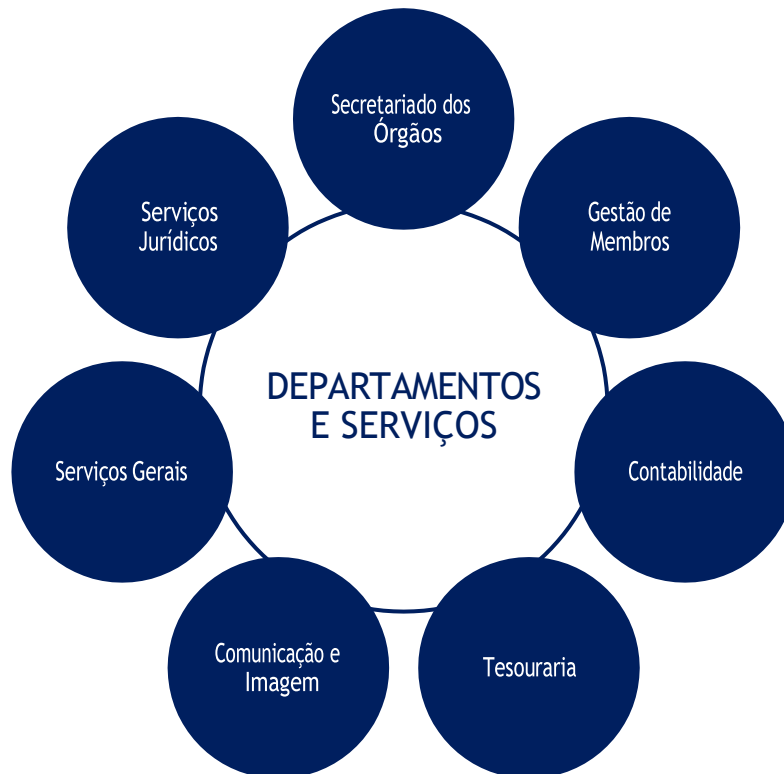 Secretariado dos
Órgãos
Serviços
Jurídicos
Gestão de
Membros
DEPARTAMENTOS
E SERVIÇOS
Serviços Gerais
Contabilidade
Comunicação e
Imagem
Tesouraria